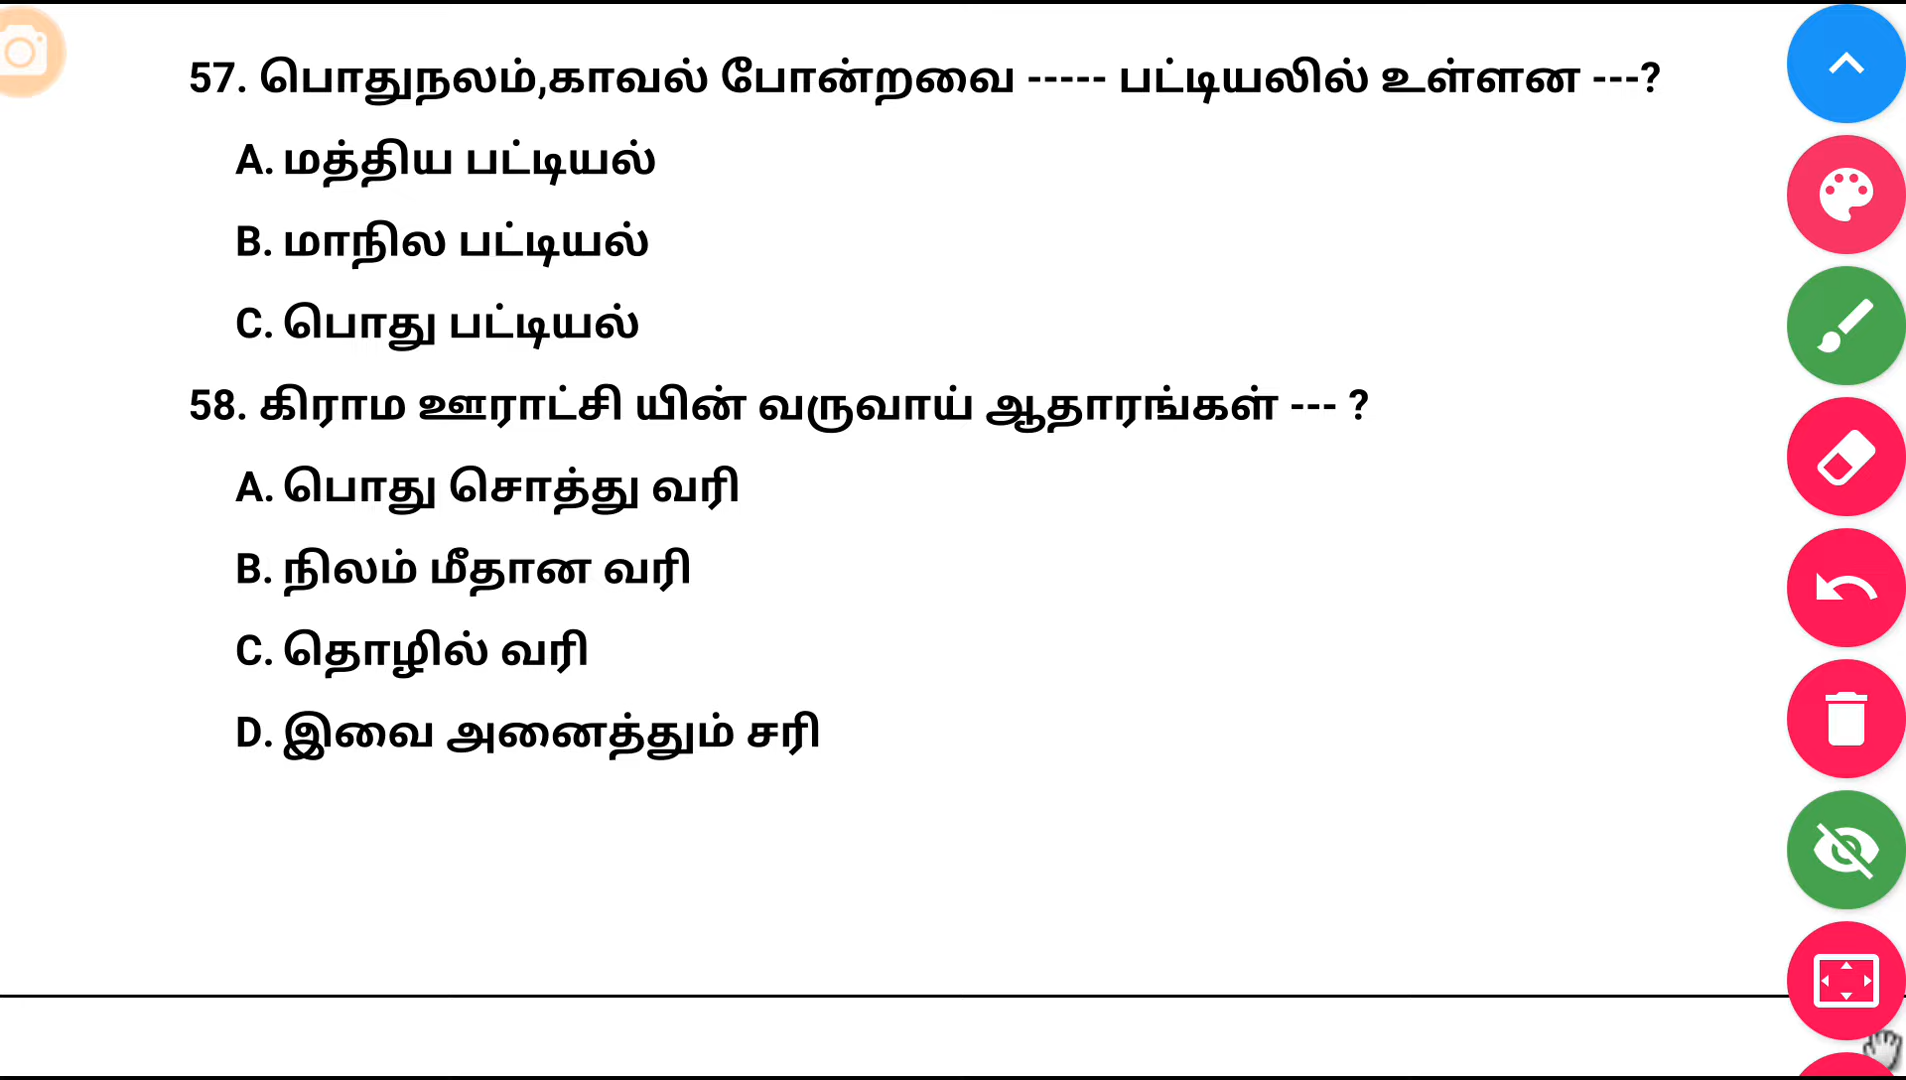 57. பொதுநலம்,காவல் போன்றவை ----- பட்டியலில் உள்ளன ---?
A. மத்திய பட்டியல்
B. மாநில பட்டியல்
C. பொது பட்டியல்
58. கிராம ஊராட்சி யின் வருவாய் ஆதாரங்கள் --- ?
A. பொது சொத்து வரி
B. நிலம் மீதான வரி
C. தொழில் வரி
D. இவை அனைத்தும் சரி